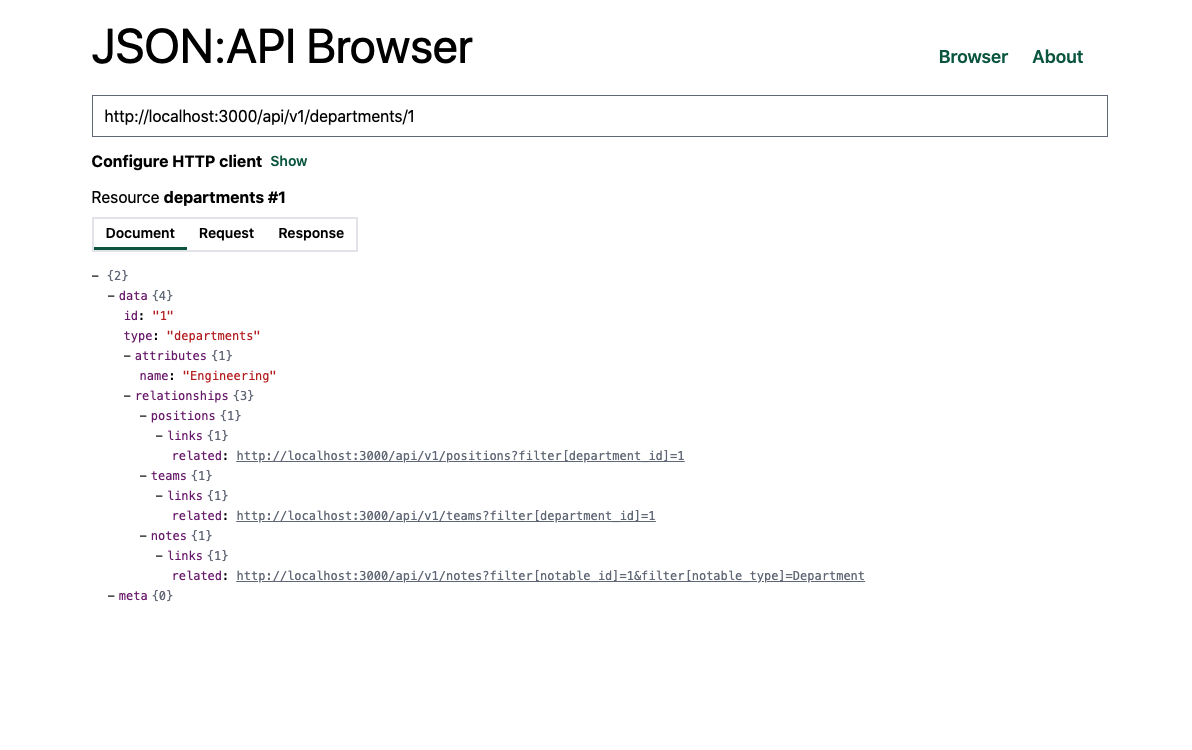 JSON:API Browser
Browser About
http://localhost:3000/api/v1/departments/1
Configure HTTP client Show
Resource departments #1
Document Request Response
− {2}
− data {4}
id: "1"
type: "departments"
− attributes {1}
name: "Engineering"
− relationships {3}
− positions {1}
− links {1}
related: http://localhost:3000/api/v1/positions?filter[department_id]=1
− teams {1}
− links {1}
related: http://localhost:3000/api/v1/teams?filter[department_id]=1
− notes {1}
− links {1}
related: http://localhost:3000/api/v1/notes?filter[notable_id]=1&filter[notable_type]=Department
− meta {0}